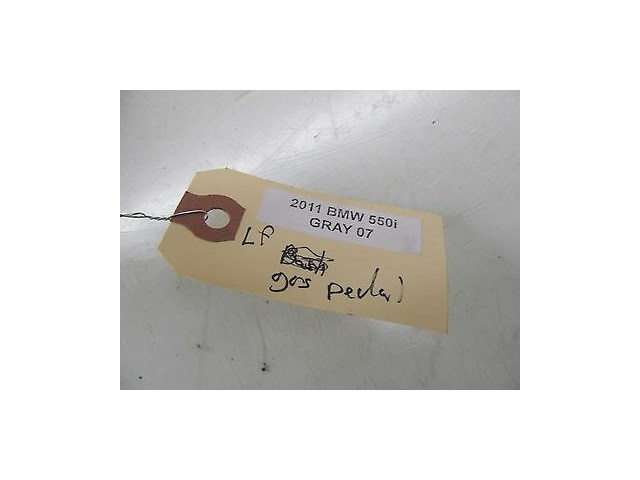 2011 BMW 550i
GRAY 07
LF
gas pedal